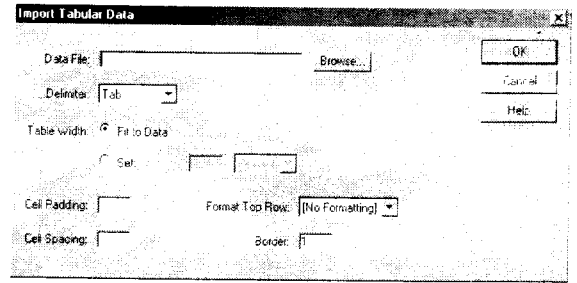 Import Tabular Data
Data File:
Browse...
OK
Delimiter:
Tab
Cancel
Table Width:
Fit to Data
Help
Set:
Cell Padding:
Format Top Row:
[No Formatting]
Cell Spacing:
Border:
1